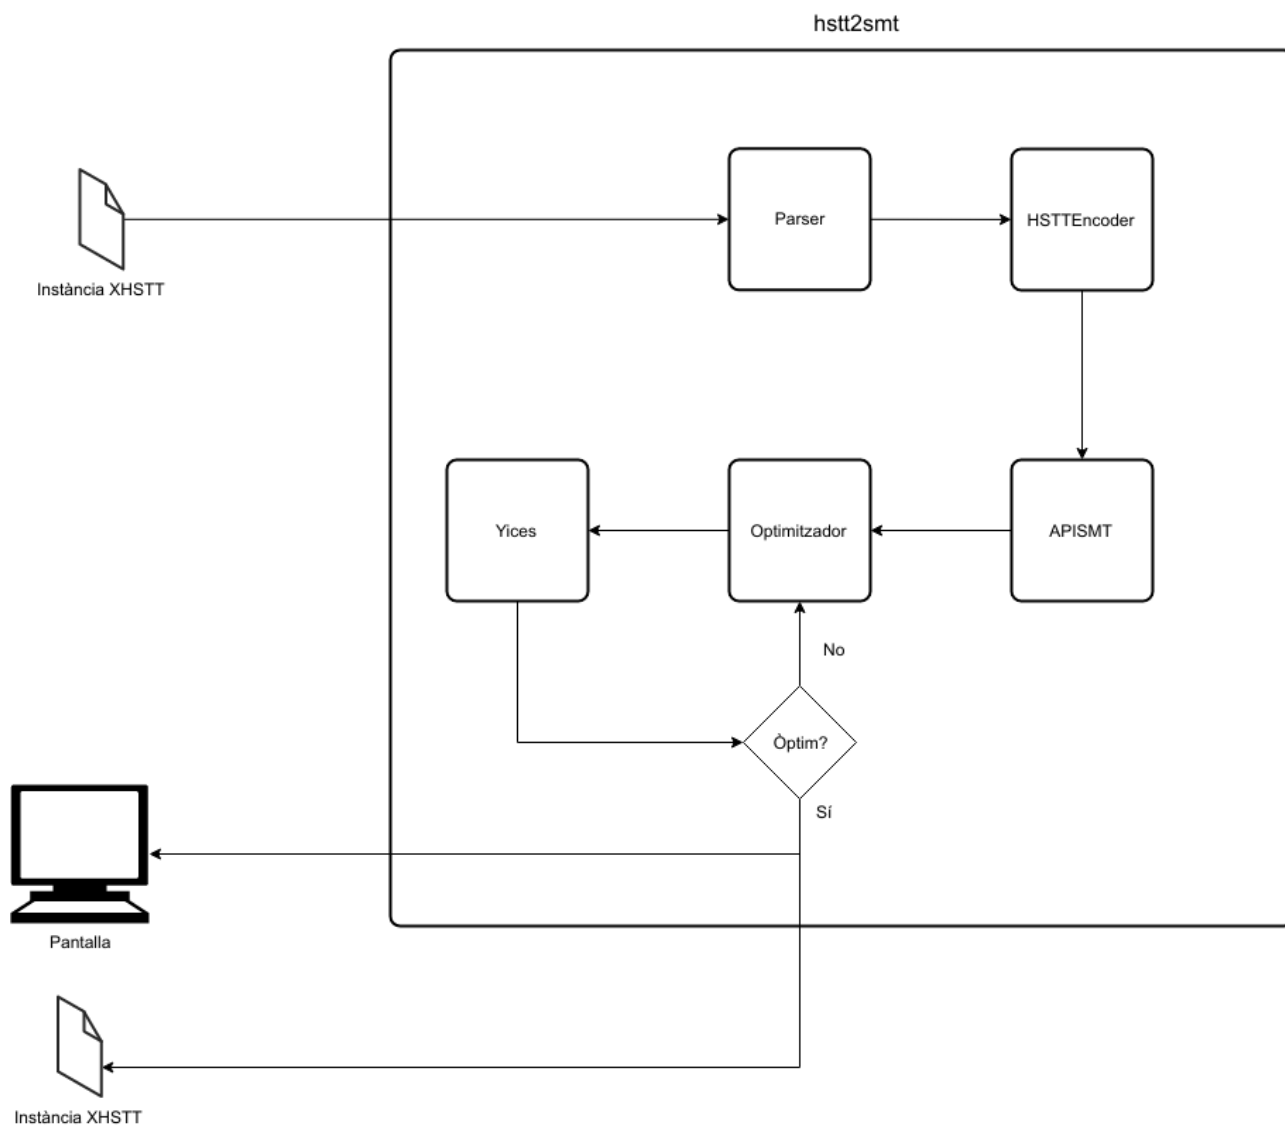 hstt2smt
Parser
HSTTEncoder
Instància XHSTT
Yices
Optimitzador
APISMT
No
Òptim?
Sí
Pantalla
Instància XHSTT